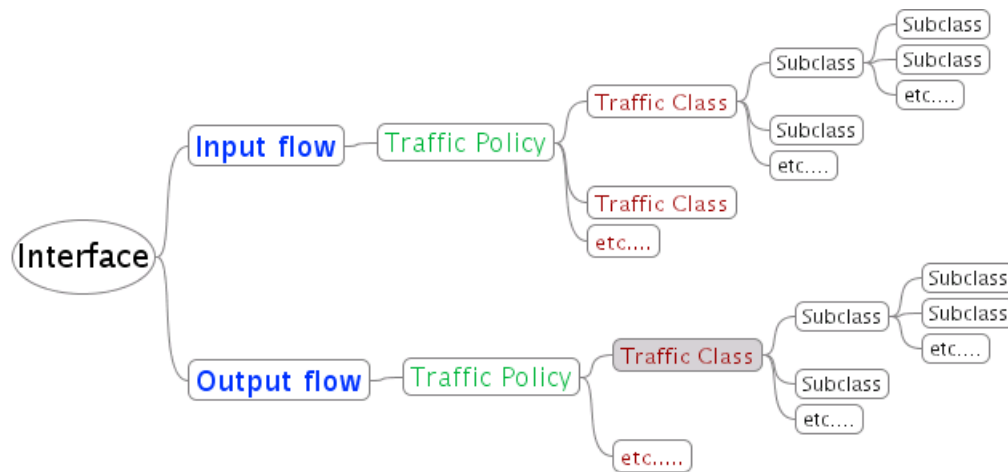 Interface
Input flow
Traffic Policy
Traffic Class
Subclass
Subclass
Subclass
etc....
Subclass
etc....
Traffic Class
etc....
Output flow
Traffic Policy
Traffic Class
Subclass
Subclass
Subclass
etc....
Subclass
etc....
etc.....